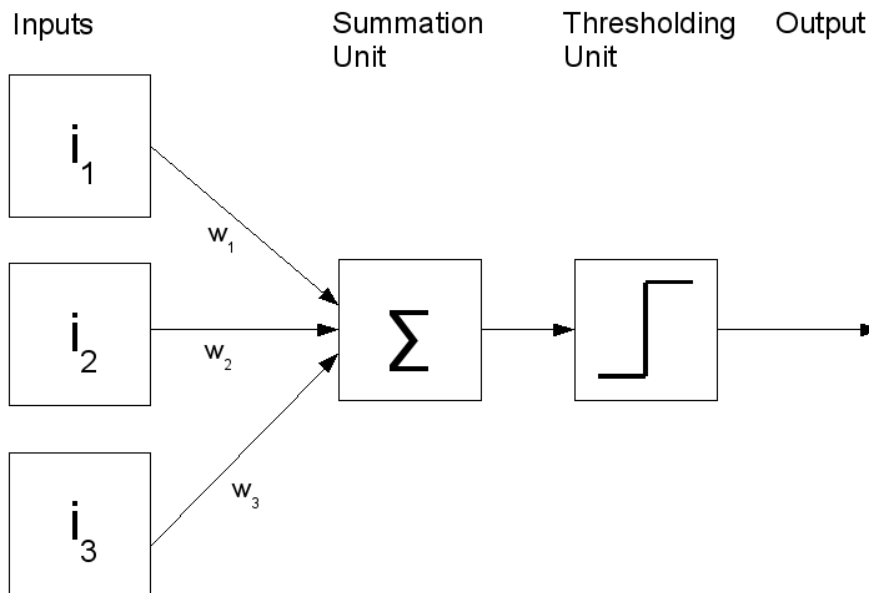 Inputs
Summation
Unit
Thresholding
Unit
Output
i₁
w₁
i₂
w₂
Σ
i₃
w₃